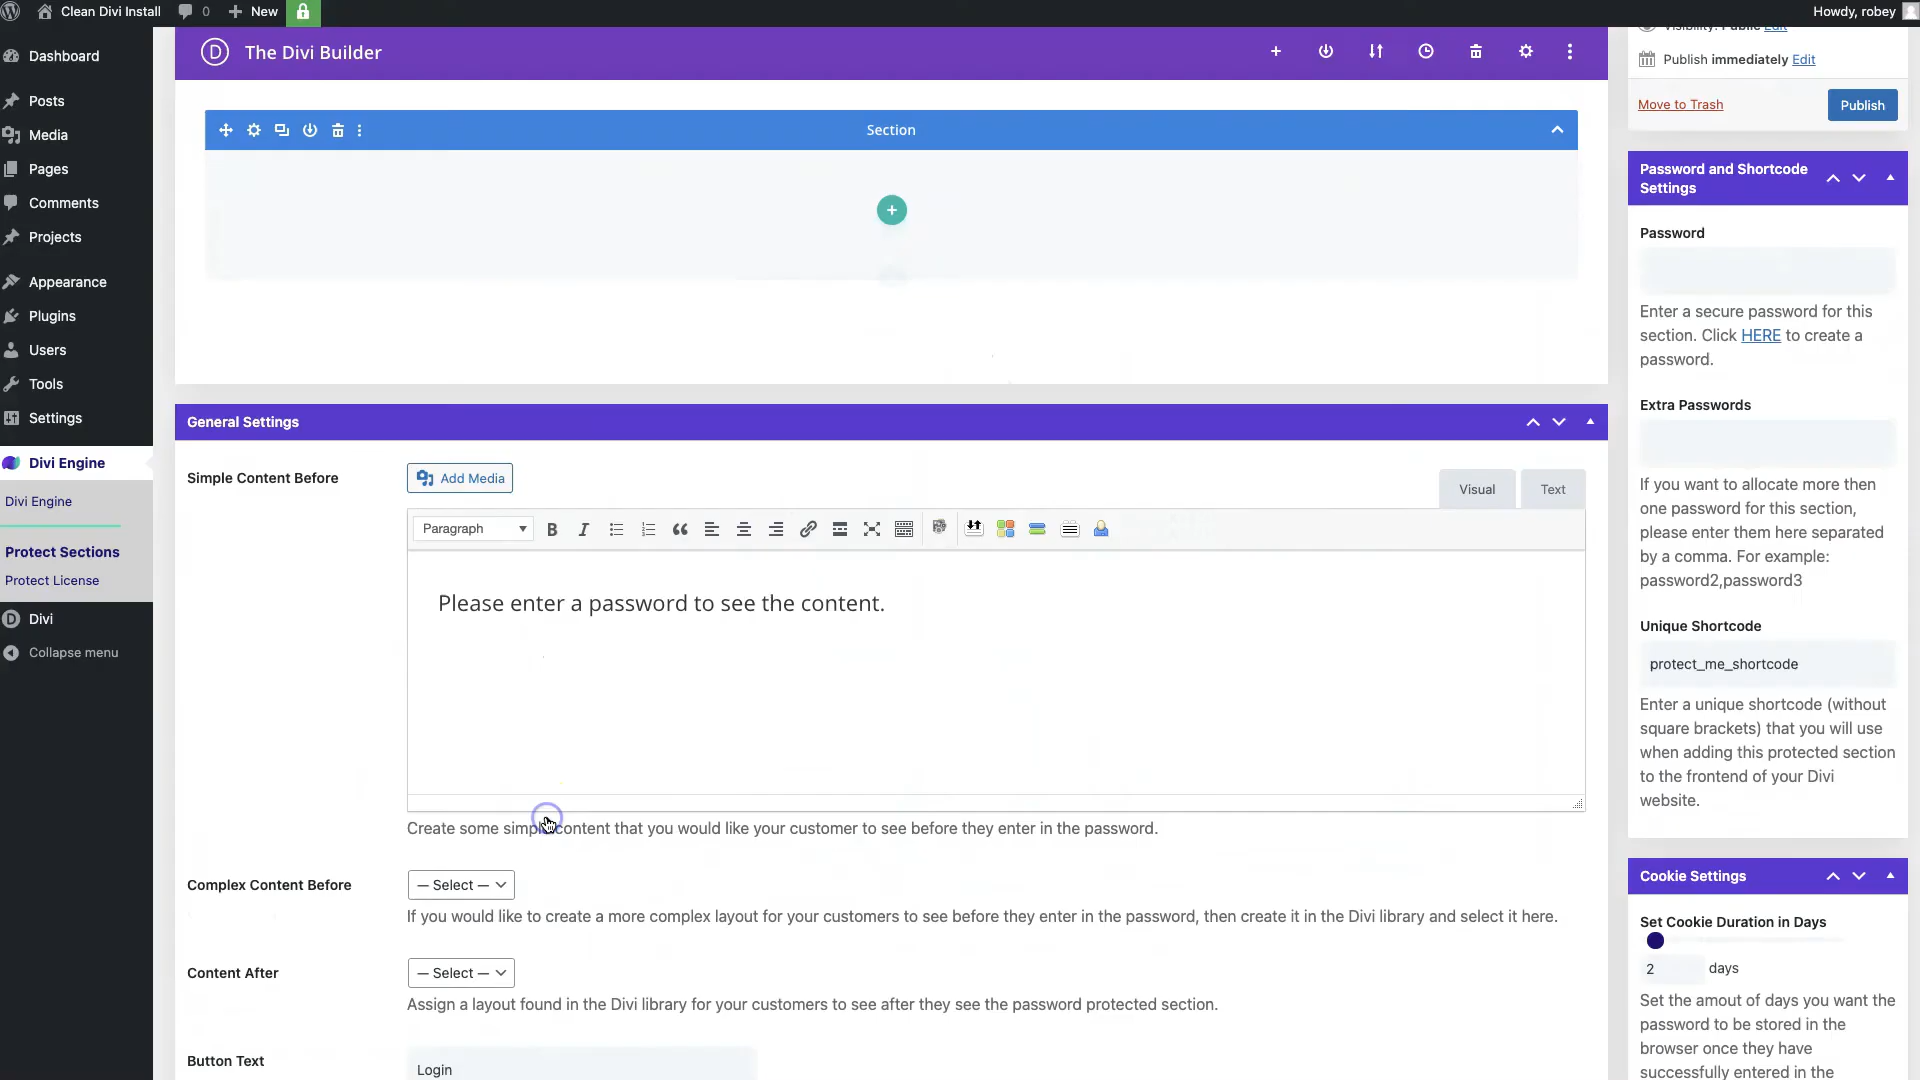 Clean Divi Install
0
New
Howdy, robey
Dashboard
Posts
Media
Pages
Comments
Projects
Appearance
Plugins
Users
Tools
Settings
Divi Engine
Divi Engine
Protect Sections
Protect License
Divi
Collapse menu
D
The Divi Builder
Section
General Settings
Simple Content Before
Add Media
Visual
Text
Paragraph
B
I
Please enter a password to see the content.
Create some simple content that you would like your customer to see before they enter in the password.
Complex Content Before
— Select —
If you would like to create a more complex layout for your customers to see before they enter in the password, then create it in the Divi library and select it here.
Content After
— Select —
Assign a layout found in the Divi library for your customers to see after they see the password protected section.
Button Text
Login
Visibility: Public Edit
Publish immediately Edit
Move to Trash
Publish
Password and Shortcode
Settings
Password
Enter a secure password for this
section. Click HERE to create a
password.
Extra Passwords
If you want to allocate more then
one password for this section,
please enter them here separated
by a comma. For example:
password2,password3
Unique Shortcode
protect_me_shortcode
Enter a unique shortcode (without
square brackets) that you will use
when adding this protected section
to the frontend of your Divi
website.
Cookie Settings
Set Cookie Duration in Days
2
days
Set the amout of days you want the
password to be stored in the
browser once they have
successfully entered in the